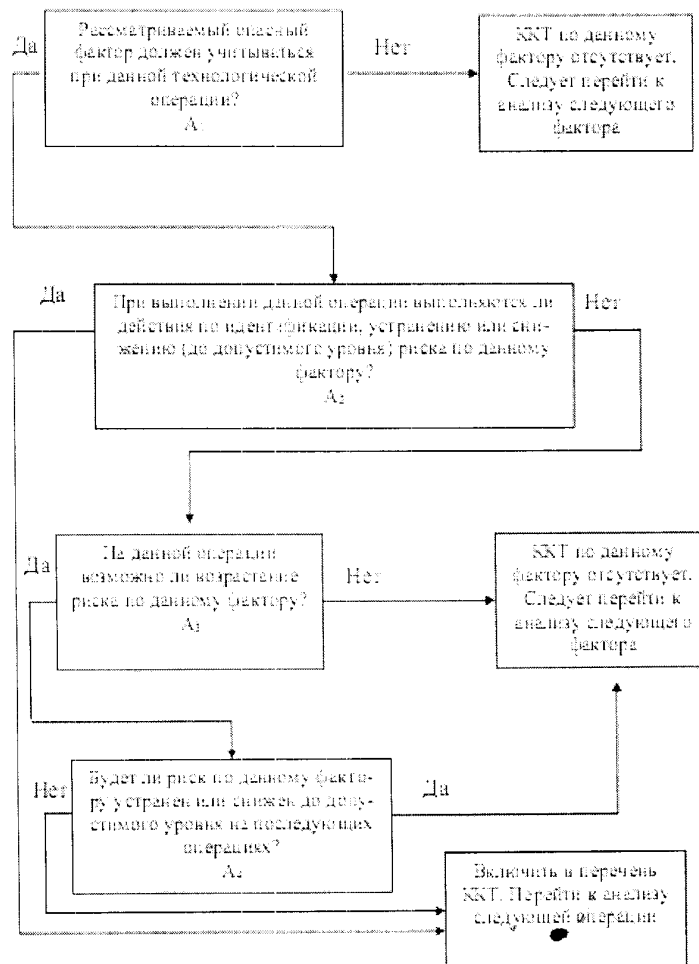 Да
Рассматриваемый опасный
фактор должен учитываться
при данной технологической
операции?
А₁
Нет
ККТ по данному
фактору отсутствует.
Следует перейти к
анализу следующего
фактора
Да
При выполнении данной операции выполняются ли
действия по идентификации, устранению или сни-
жению (до допустимого уровня) риска по данному
фактору?
А₂
Нет
Да
На данной операции
возможно ли возрастание
риска по данному фактору?
А₃
Нет
ККТ по данному
фактору отсутствует.
Следует перейти к
анализу следующего
фактора
Нет
Будет ли риск по данному факто-
ру устранен или снижен до допу-
стимого уровня на последующих
операциях?
А₄
Да
Включить в перечень
ККТ. Перейти к анализу
следующей операции